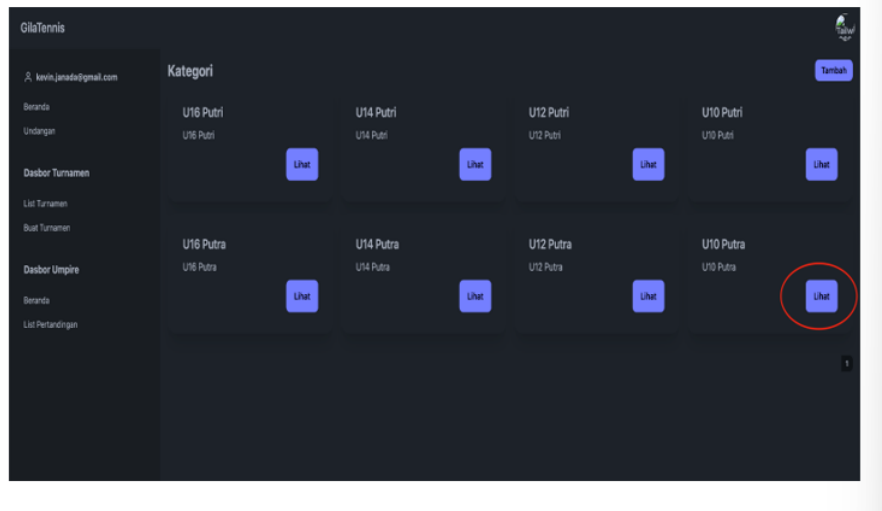 GilaTennis
kevin.janada@gmail.com
Beranda
Undangan
Dasbor Turnamen
List Turnamen
Buat Turnamen
Dasbor Umpire
Beranda
List Pertandingan
Kategori
Tambah
U16 Putri
U16 Putri
Lihat
U14 Putri
U14 Putri
Lihat
U12 Putri
U12 Putri
Lihat
U10 Putri
U10 Putri
Lihat
U16 Putra
U16 Putra
Lihat
U14 Putra
U14 Putra
Lihat
U12 Putra
U12 Putra
Lihat
U10 Putra
U10 Putra
Lihat
1